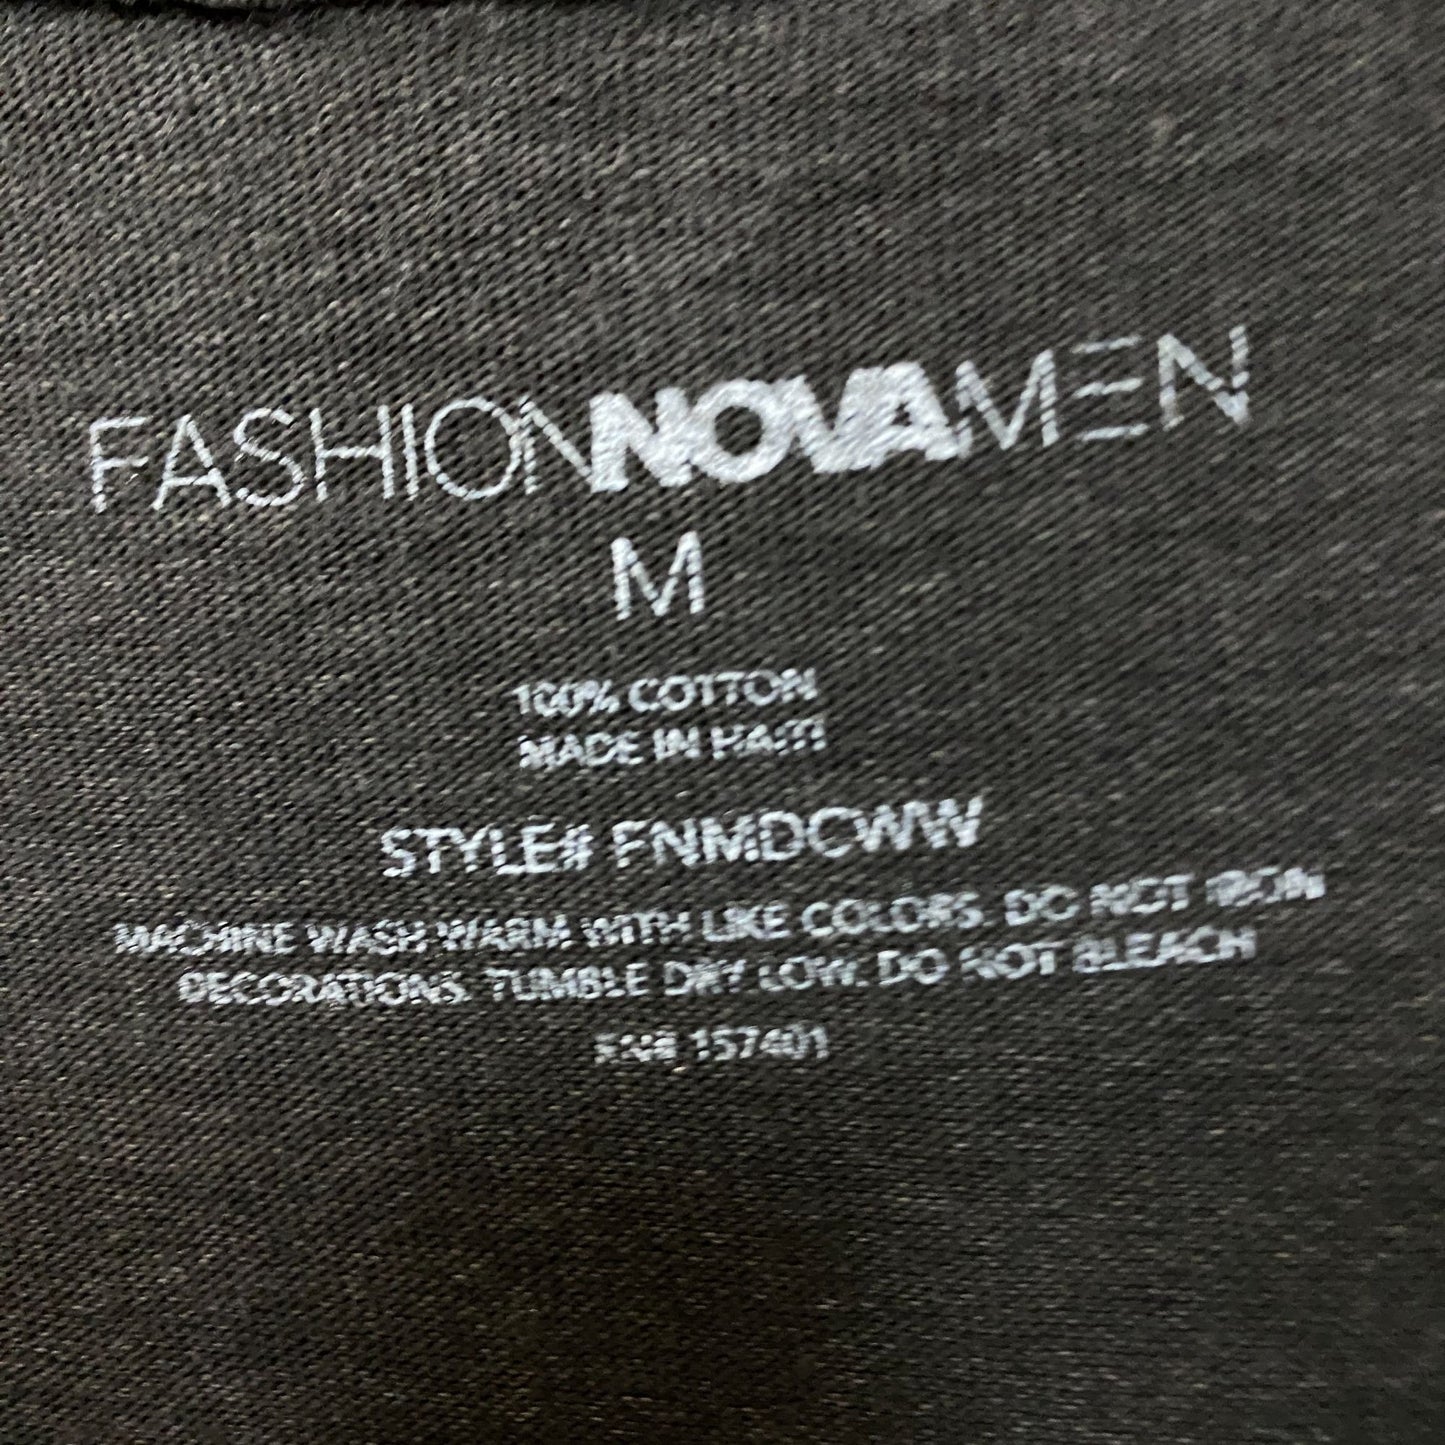 FASHIONNOVAMEN
M
100% COTTON
MADE IN HAITI
STYLE# FNMDCWW
MACHINE WASH WARM WITH LIKE COLORS. DO NOT IRON
DECORATIONS. TUMBLE DRY LOW. DO NOT BLEACH
RN# 157401